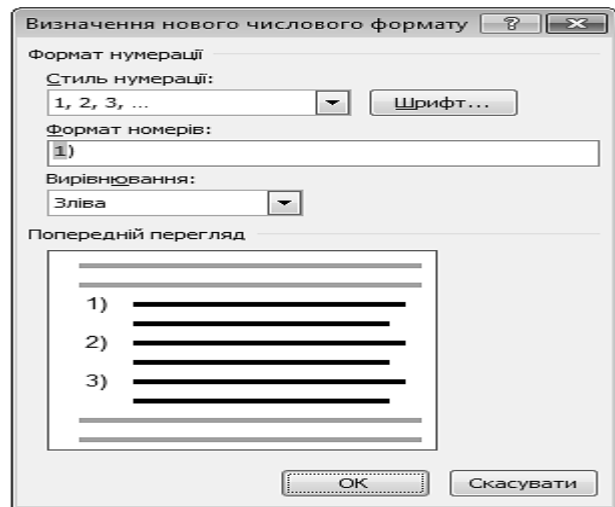 Визначення нового числового формату
Формат нумерації
Стиль нумерації:
1, 2, 3, ...
Шрифт...
Формат номерів:
1)
Вирівнювання:
Зліва
Попередній перегляд
1)
2)
3)
ОК
Скасувати